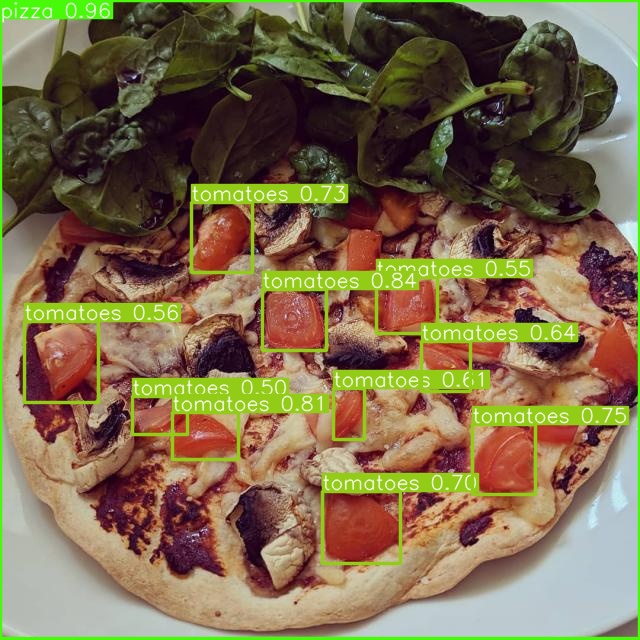 pizza 0.96
tomatoes 0.73
tomatoes 0.55
tomatoes 0.84
tomatoes 0.56
tomatoes 0.64
tomatoes 0.61
tomatoes 0.50
tomatoes 0.81
tomatoes 0.75
tomatoes 0.70